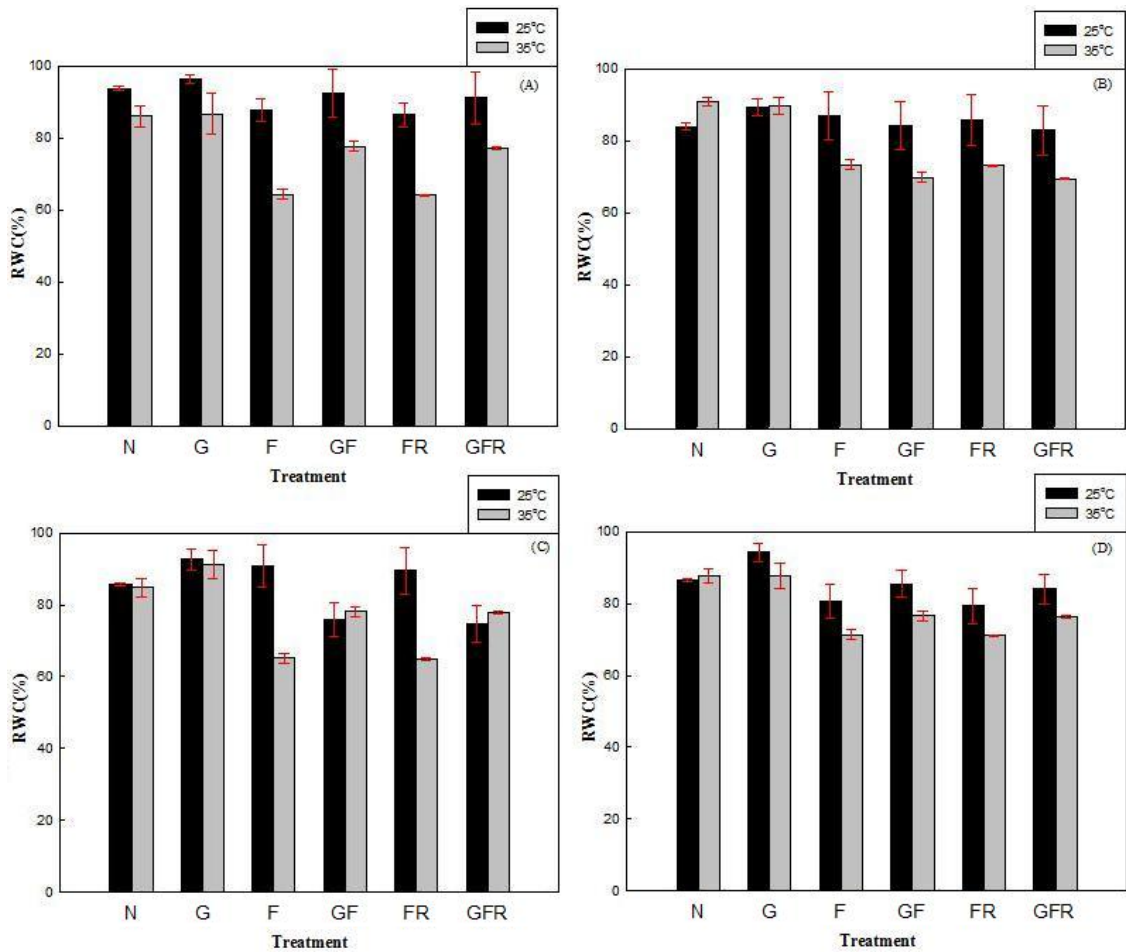 25°C
35°C
(A)
100
80
60
40
20
0
RWC(%)
N G F GF FR GFR
Treatment
25°C
35°C
(B)
100
80
60
40
20
0
RWC(%)
N G F GF FR GFR
Treatment
25°C
35°C
(C)
100
80
60
40
20
0
RWC(%)
N G F GF FR GFR
Treatment
25°C
35°C
(D)
100
80
60
40
20
0
RWC(%)
N G F GF FR GFR
Treatment